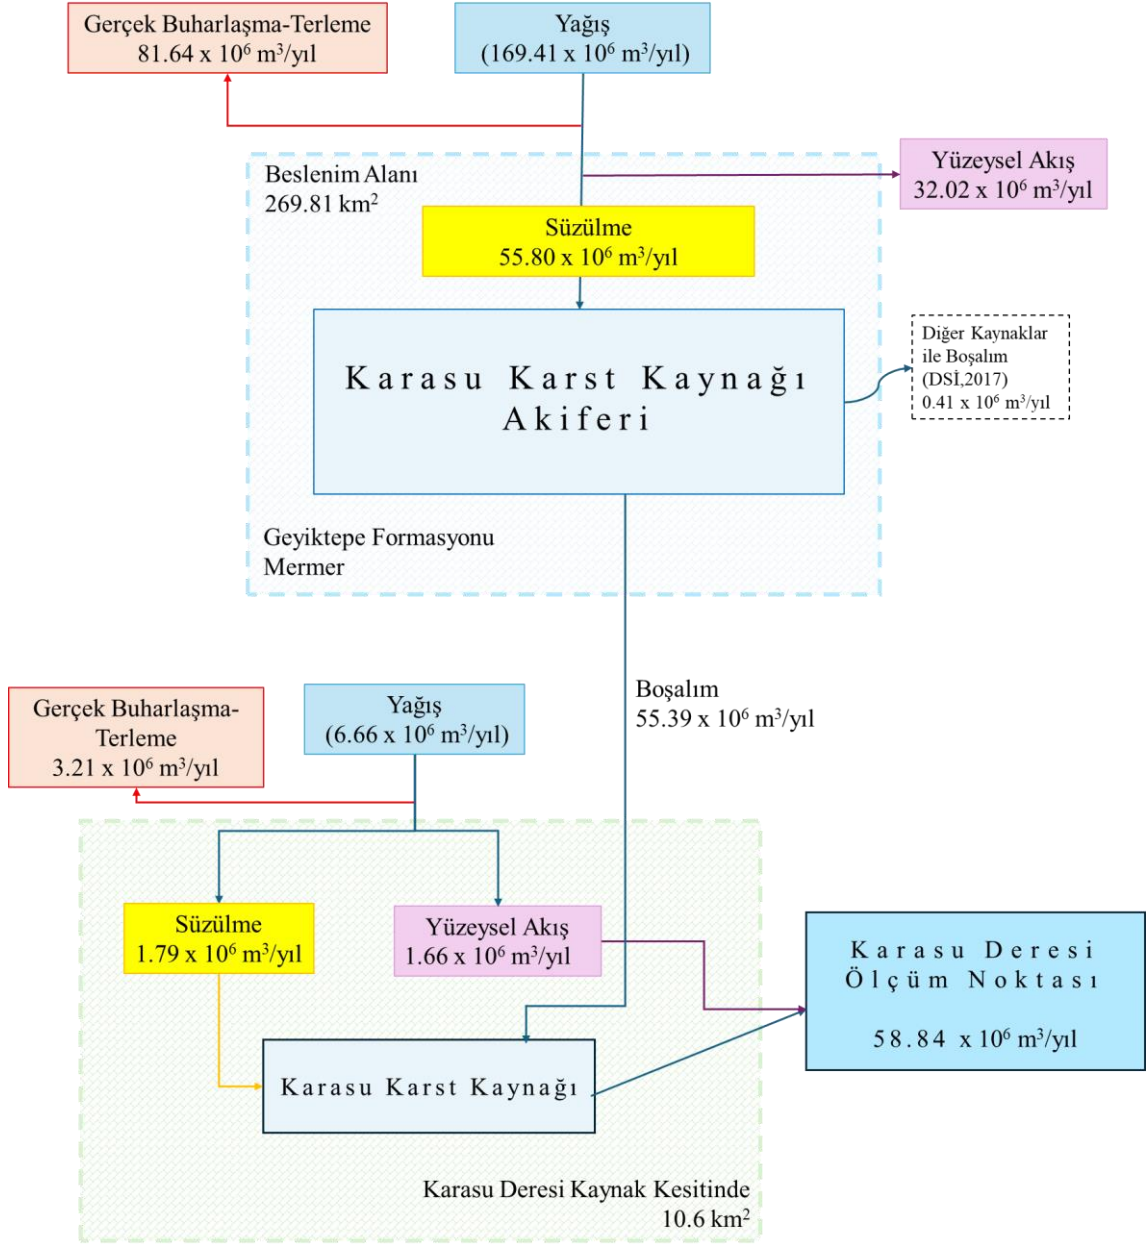 Gerçek Buharlaşma-Terleme
81.64 x 10⁶ m³/yıl
Yağış
(169.41 x 10⁶ m³/yıl)
Beslenim Alanı
269.81 km²
Yüzeysel Akış
32.02 x 10⁶ m³/yıl
Süzülme
55.80 x 10⁶ m³/yıl
Karasu Karst Kaynağı
Akiferi
Diğer Kaynaklar
ile Boşalım
(DSİ,2017)
0.41 x 10⁶ m³/yıl
Geyiktepe Formasyonu
Mermer
Boşalım
55.39 x 10⁶ m³/yıl
Gerçek Buharlaşma-
Terleme
3.21 x 10⁶ m³/yıl
Yağış
(6.66 x 10⁶ m³/yıl)
Süzülme
1.79 x 10⁶ m³/yıl
Yüzeysel Akış
1.66 x 10⁶ m³/yıl
Karasu Deresi
Ölçüm Noktası
58.84 x 10⁶ m³/yıl
Karasu Karst Kaynağı
Karasu Deresi Kaynak Kesitinde
10.6 km²